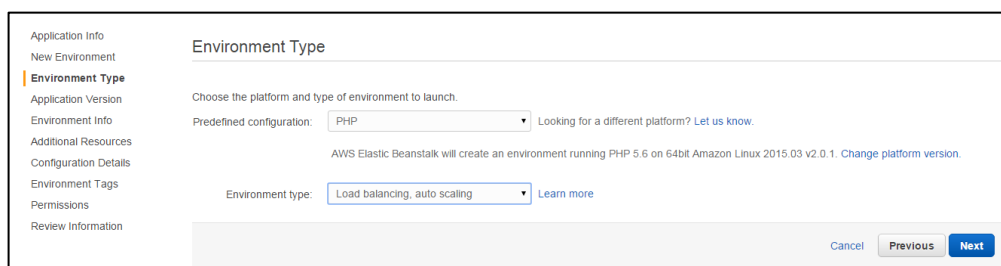 Application Info
New Environment
Environment Type
Application Version
Environment Info
Additional Resources
Configuration Details
Environment Tags
Permissions
Review Information
Environment Type
Choose the platform and type of environment to launch.
Predefined configuration: PHP Looking for a different platform? Let us know.
AWS Elastic Beanstalk will create an environment running PHP 5.6 on 64bit Amazon Linux 2015.03 v2.0.1. Change platform version.
Environment type: Load balancing, auto scaling Learn more
Cancel Previous Next